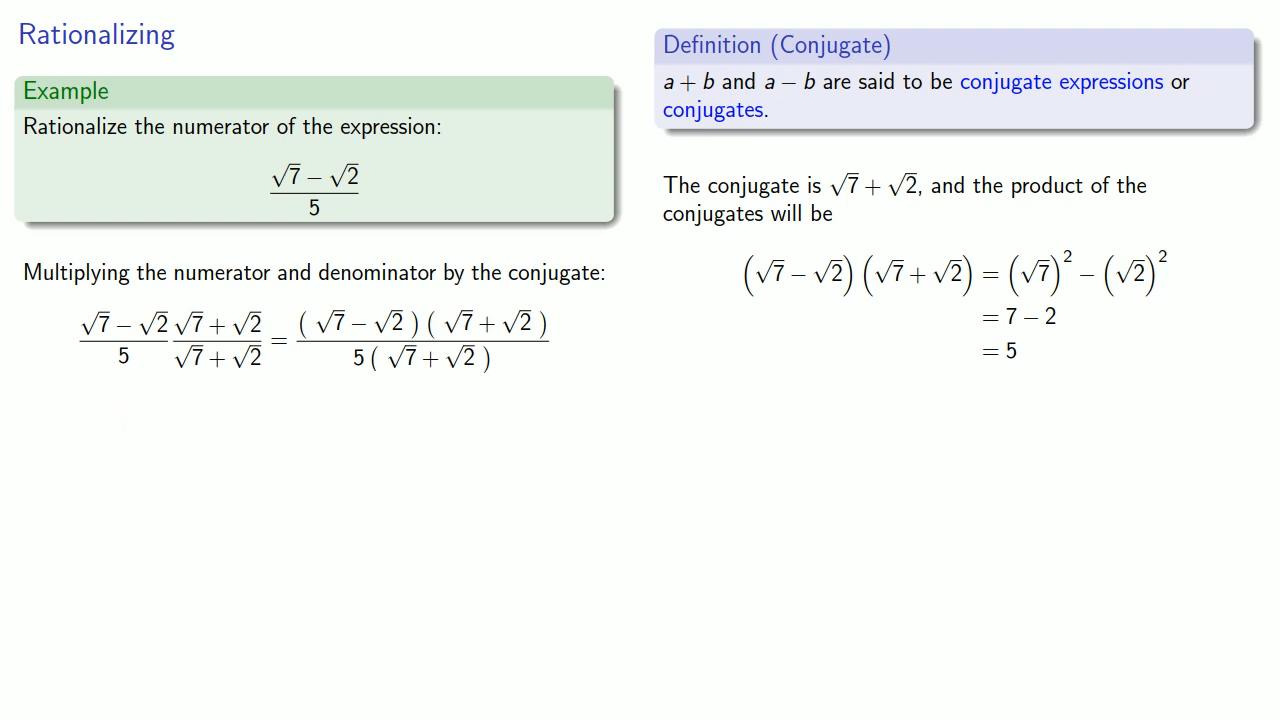 Rationalizing
Example
Rationalize the numerator of the expression:
(√7 − √2)/5
Multiplying the numerator and denominator by the conjugate:
(√7 − √2)/5 (√7 + √2)/(√7 + √2) = ((√7 − √2)(√7 + √2))/(5(√7 + √2))
Definition (Conjugate)
a + b and a − b are said to be conjugate expressions or
conjugates.
The conjugate is √7 + √2, and the product of the
conjugates will be
(√7 − √2)(√7 + √2) = (√7)² − (√2)²
= 7 − 2
= 5